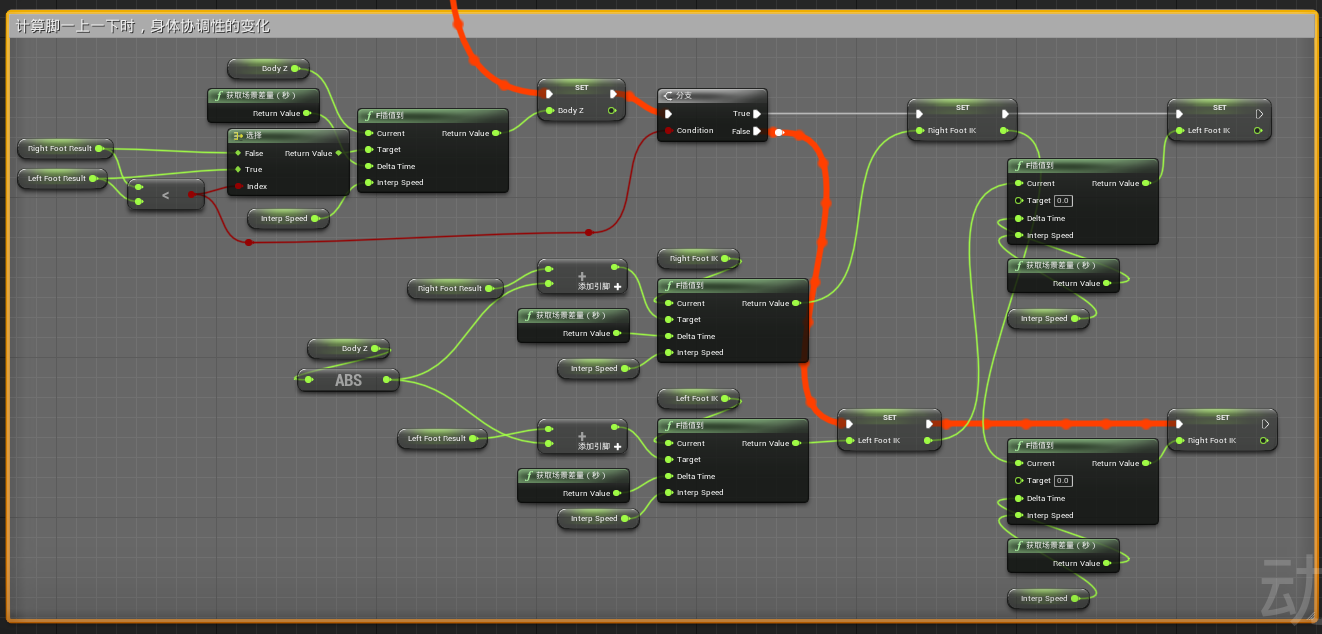 计算脚一上一下时，身体协调性的变化
Body Z
获取场景差量（秒）
Return Value
选择
False
Return Value
True
Index
Right Foot Result
Left Foot Result
<
Interp Speed
F插值到
Current
Return Value
Target
Delta Time
Interp Speed
SET
Body Z
分支
True
Condition
False
SET
Right Foot IK
SET
Left Foot IK
F插值到
Current
Return Value
Target
0.0
Delta Time
Interp Speed
获取场景差量（秒）
Return Value
Interp Speed
Right Foot Result
+
添加引脚 +
获取场景差量（秒）
Return Value
Interp Speed
Right Foot IK
F插值到
Current
Return Value
Target
Delta Time
Interp Speed
Body Z
ABS
Left Foot Result
+
添加引脚 +
获取场景差量（秒）
Return Value
Interp Speed
Left Foot IK
F插值到
Current
Return Value
Target
Delta Time
Interp Speed
SET
Left Foot IK
SET
Right Foot IK
F插值到
Current
Return Value
Target
0.0
Delta Time
Interp Speed
获取场景差量（秒）
Return Value
Interp Speed
动